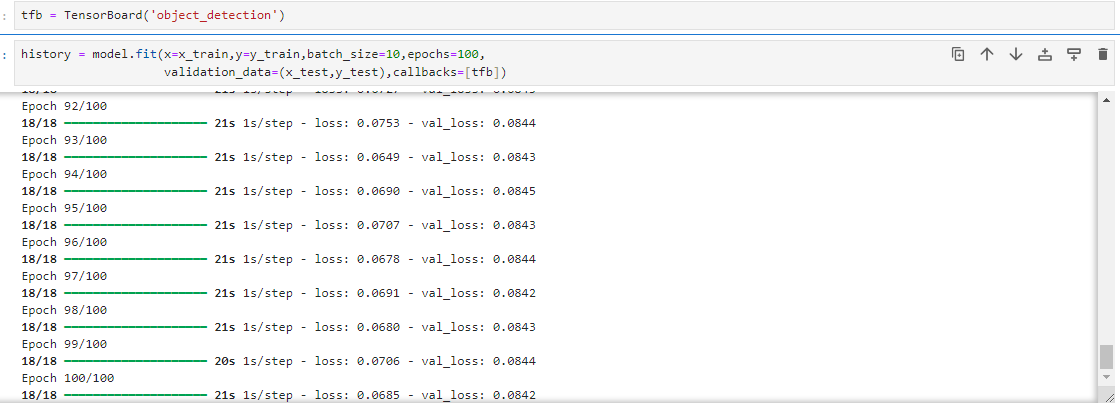 tfb = TensorBoard('object_detection')
history = model.fit(x=x_train,y=y_train,batch_size=10,epochs=100,
validation_data=(x_test,y_test),callbacks=[tfb])
Epoch 92/100
18/18 ━━━━━━━━━━━━━━━━━━━━ 21s 1s/step - loss: 0.0753 - val_loss: 0.0844
Epoch 93/100
18/18 ━━━━━━━━━━━━━━━━━━━━ 21s 1s/step - loss: 0.0649 - val_loss: 0.0843
Epoch 94/100
18/18 ━━━━━━━━━━━━━━━━━━━━ 21s 1s/step - loss: 0.0690 - val_loss: 0.0845
Epoch 95/100
18/18 ━━━━━━━━━━━━━━━━━━━━ 21s 1s/step - loss: 0.0707 - val_loss: 0.0843
Epoch 96/100
18/18 ━━━━━━━━━━━━━━━━━━━━ 21s 1s/step - loss: 0.0678 - val_loss: 0.0844
Epoch 97/100
18/18 ━━━━━━━━━━━━━━━━━━━━ 21s 1s/step - loss: 0.0691 - val_loss: 0.0842
Epoch 98/100
18/18 ━━━━━━━━━━━━━━━━━━━━ 21s 1s/step - loss: 0.0680 - val_loss: 0.0843
Epoch 99/100
18/18 ━━━━━━━━━━━━━━━━━━━━ 20s 1s/step - loss: 0.0706 - val_loss: 0.0844
Epoch 100/100
18/18 ━━━━━━━━━━━━━━━━━━━━ 21s 1s/step - loss: 0.0685 - val_loss: 0.0842